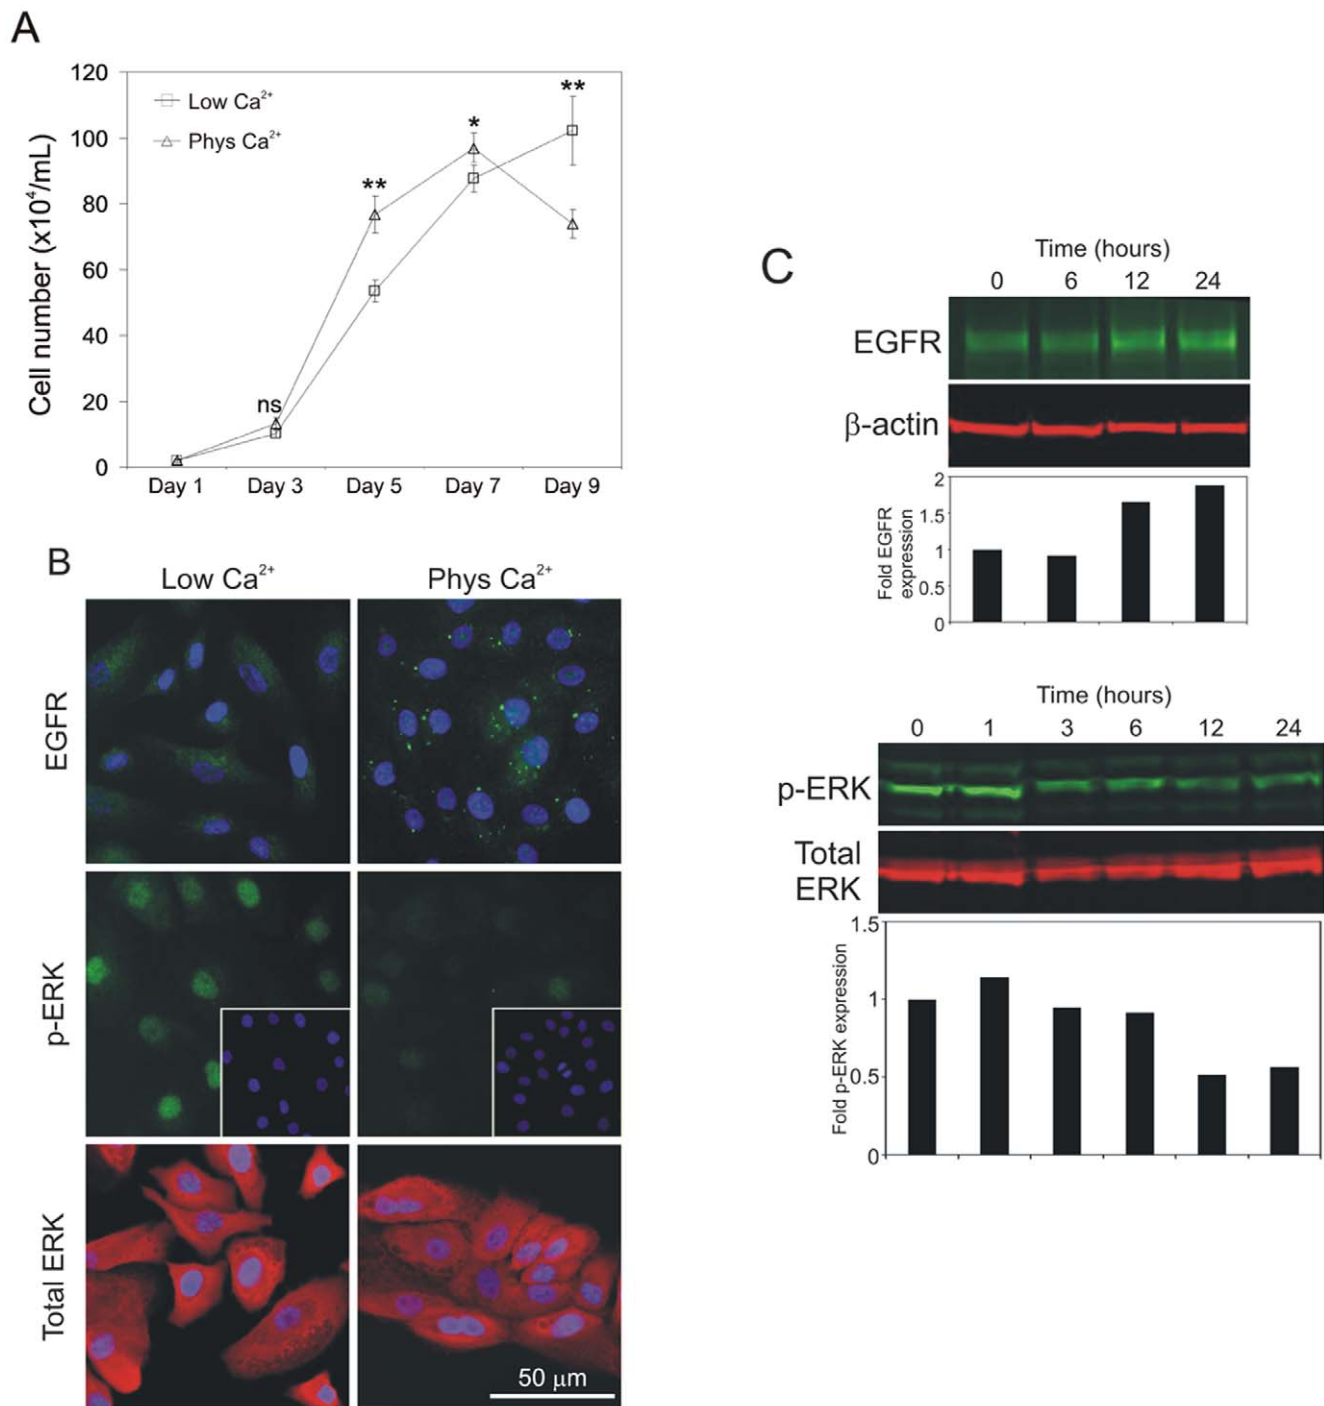 A
120
100
80
60
40
20
0
Cell number (x10⁴/mL)
Low Ca²⁺
Phys Ca²⁺
ns
**
*
**
Day 1 Day 3 Day 5 Day 7 Day 9
B
Low Ca²⁺ Phys Ca²⁺
EGFR
p-ERK
Total ERK
50 μm
C
Time (hours)
0 6 12 24
EGFR
β-actin
Fold EGFR
expression
2
1.5
1
0.5
0
Time (hours)
0 1 3 6 12 24
p-ERK
Total
ERK
Fold p-ERK expression
1.5
1
0.5
0